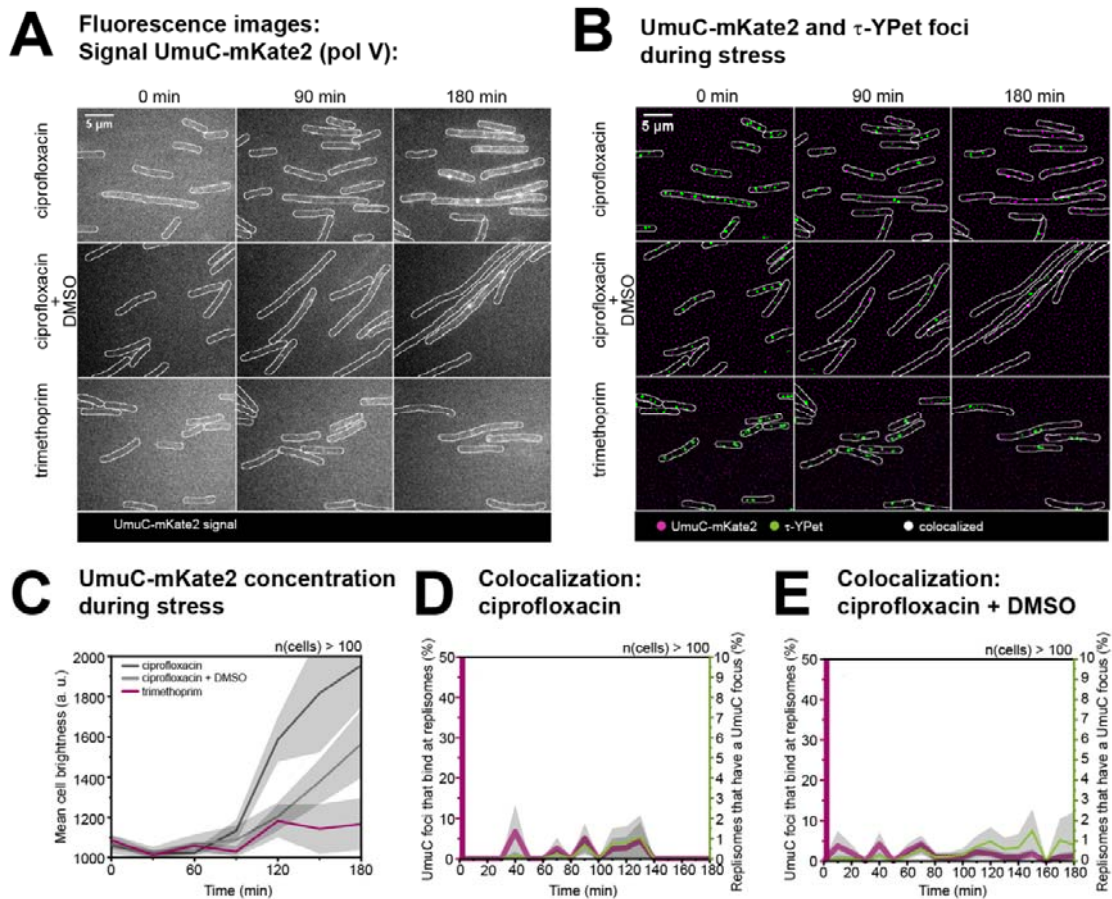 A
Fluorescence images:
Signal UmuC-mKate2 (pol V):
0 min 90 min 180 min
5 µm
ciprofloxacin
ciprofloxacin
+
DMSO
trimethoprim
UmuC-mKate2 signal
B
UmuC-mKate2 and τ-YPet foci
during stress
0 min 90 min 180 min
5 µm
ciprofloxacin
ciprofloxacin
+
DMSO
trimethoprim
UmuC-mKate2 τ-YPet colocalized
C
UmuC-mKate2 concentration
during stress
n(cells) > 100
ciprofloxacin
ciprofloxacin + DMSO
trimethoprim
Mean cell brightness (a. u.)
2000
1800
1600
1400
1200
1000
0 30 60 90 120 150 180
Time (min)
D
Colocalization:
ciprofloxacin
n(cells) > 100
UmuC foci that bind at replisomes (%)
50
40
30
20
10
0
0 20 40 60 80 100 120 140 160 180
Time (min)
10
9
8
7
6
5
4
3
2
1
0
Replisomes that have a UmuC focus (%)
E
Colocalization:
ciprofloxacin + DMSO
n(cells) > 100
UmuC foci that bind at replisomes (%)
50
40
30
20
10
0
0 20 40 60 80 100 120 140 160 180
Time (min)
10
9
8
7
6
5
4
3
2
1
0
Replisomes that have a UmuC focus (%)